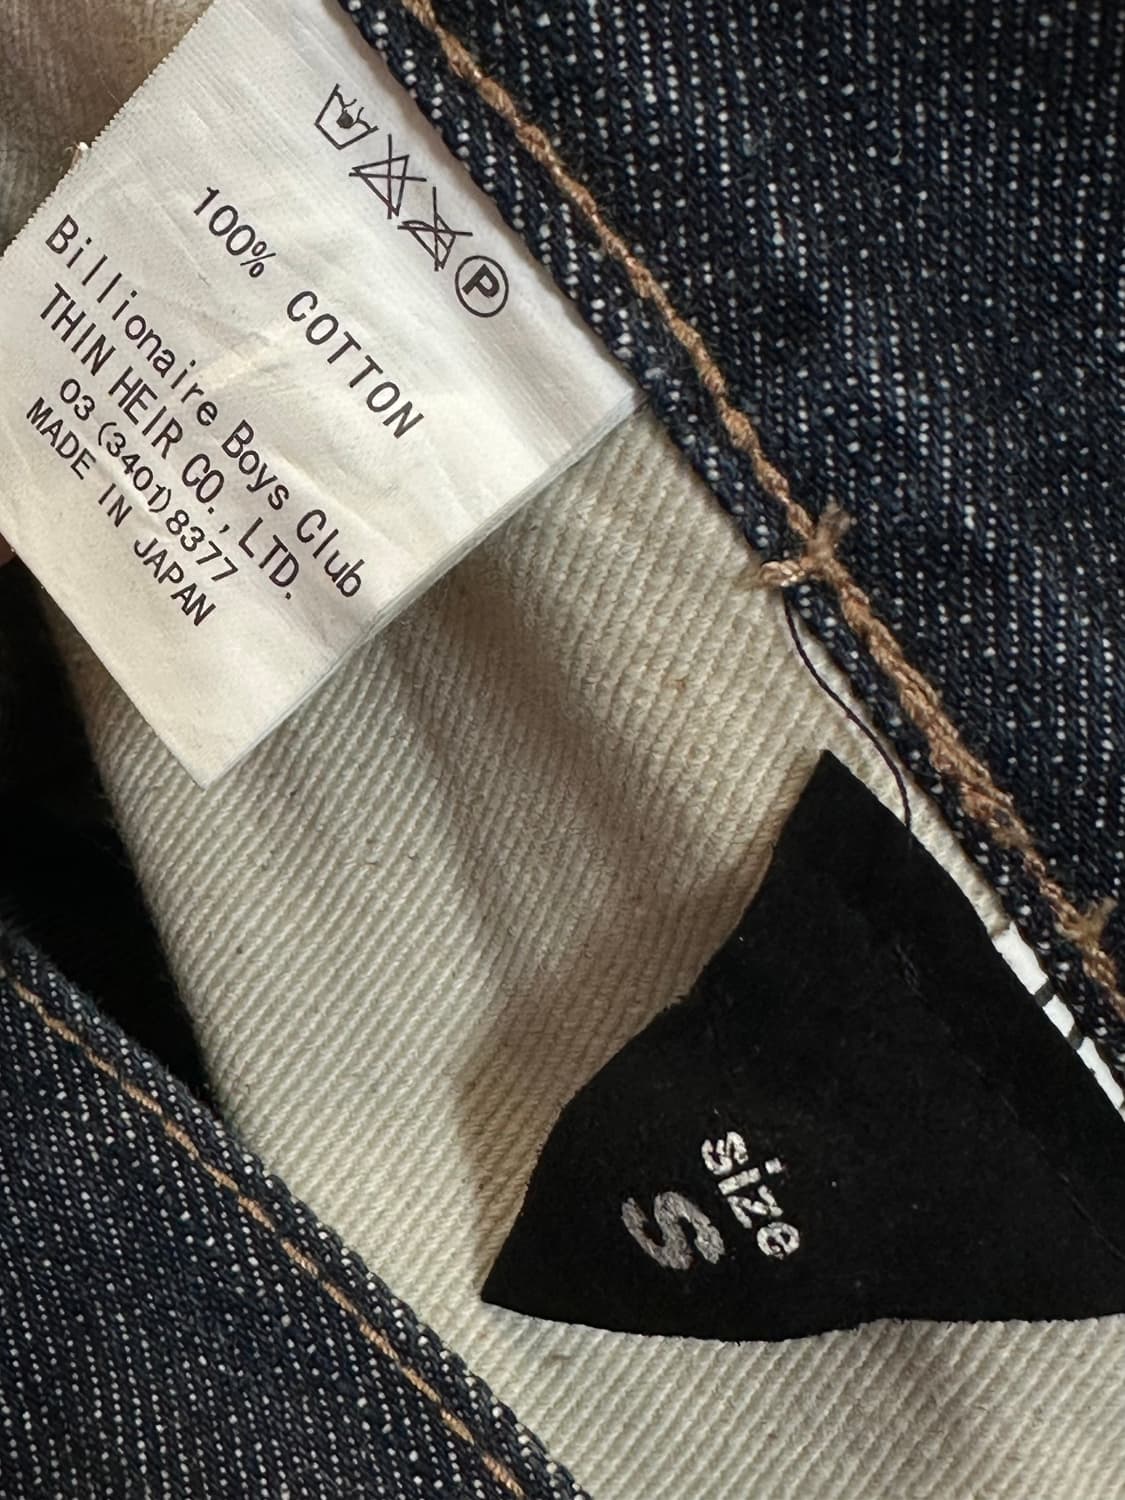 P
100% COTTON
Billionaire Boys Club
THIN HEIR CO., LTD.
03 (3401)8377
MADE IN JAPAN
size
S